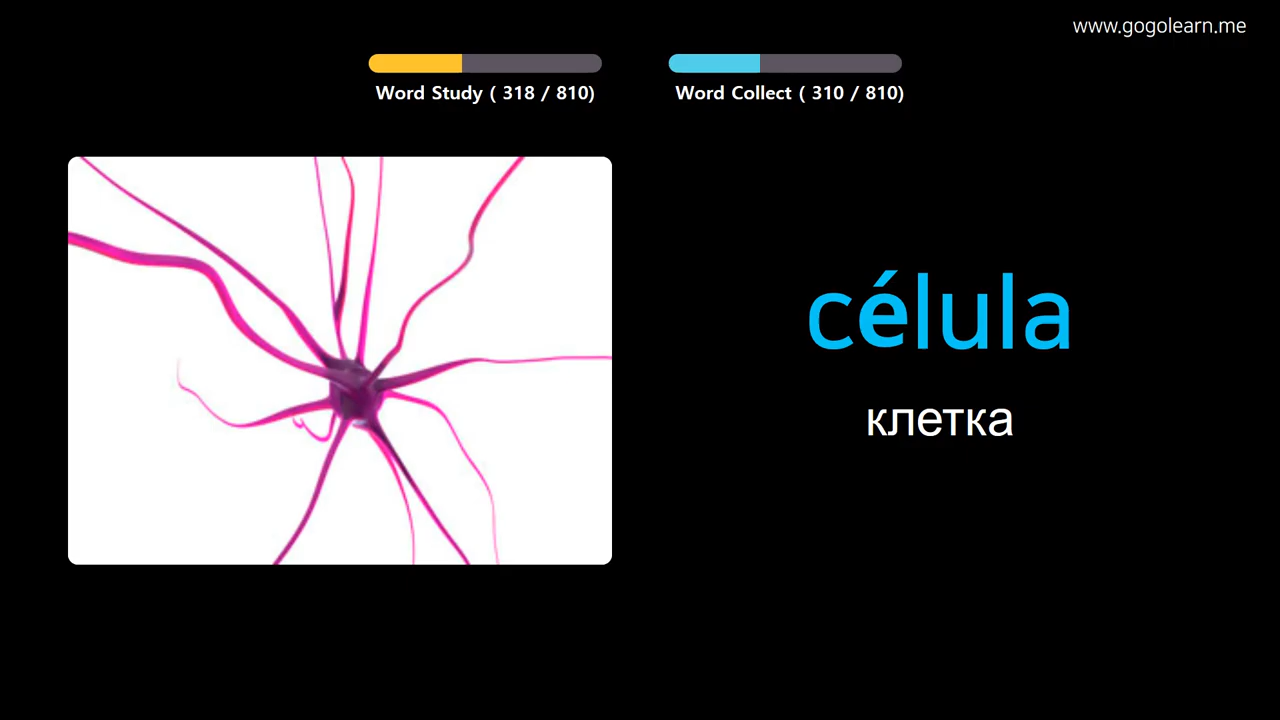 www.gogolearn.me
Word Study ( 318 / 810)
Word Collect ( 310 / 810)
célula
клетка